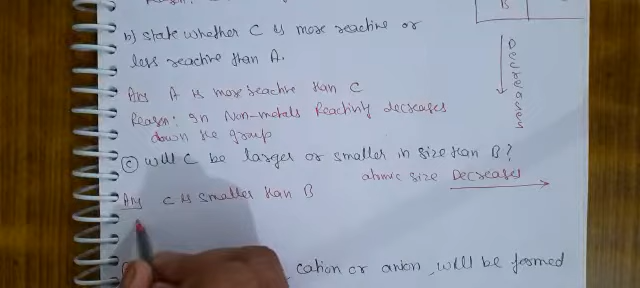 b) state whether C is more reactive or
less reactive than A.
Ans A is more reactive than C
Reason: In Non-metals Reactivity decreases
down the group
B
Decreases
(c) Will C be larger or smaller in size than B?
atomic size Decreases
Ans C is smaller than B
cation or anion, will be formed